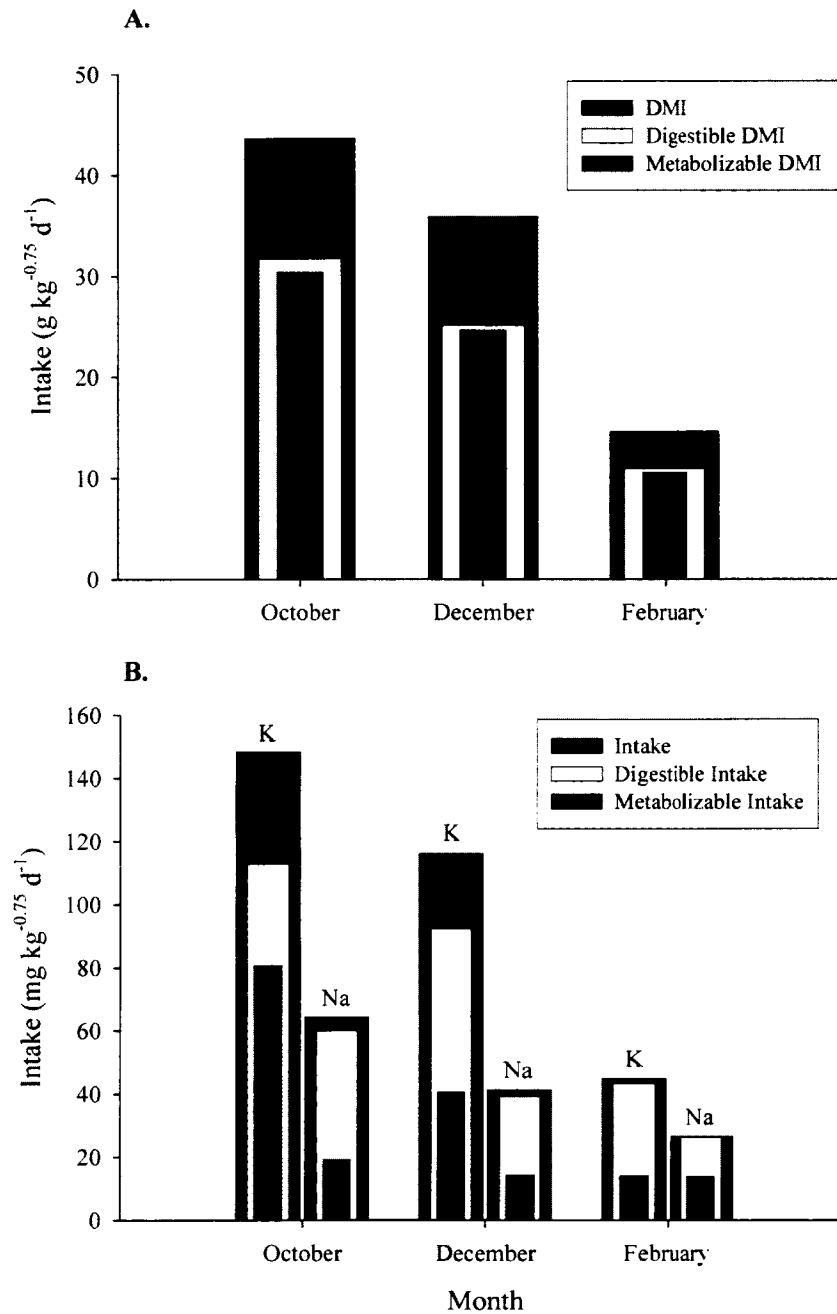 A.
50
40
30
20
10
0
Intake (g kg⁻⁰·⁷⁵ d⁻¹)
DMI
Digestible DMI
Metabolizable DMI
October December February
B.
160
140
120
100
80
60
40
20
0
Intake (mg kg⁻⁰·⁷⁵ d⁻¹)
Intake
Digestible Intake
Metabolizable Intake
K
Na
K
Na
K
Na
October December February
Month